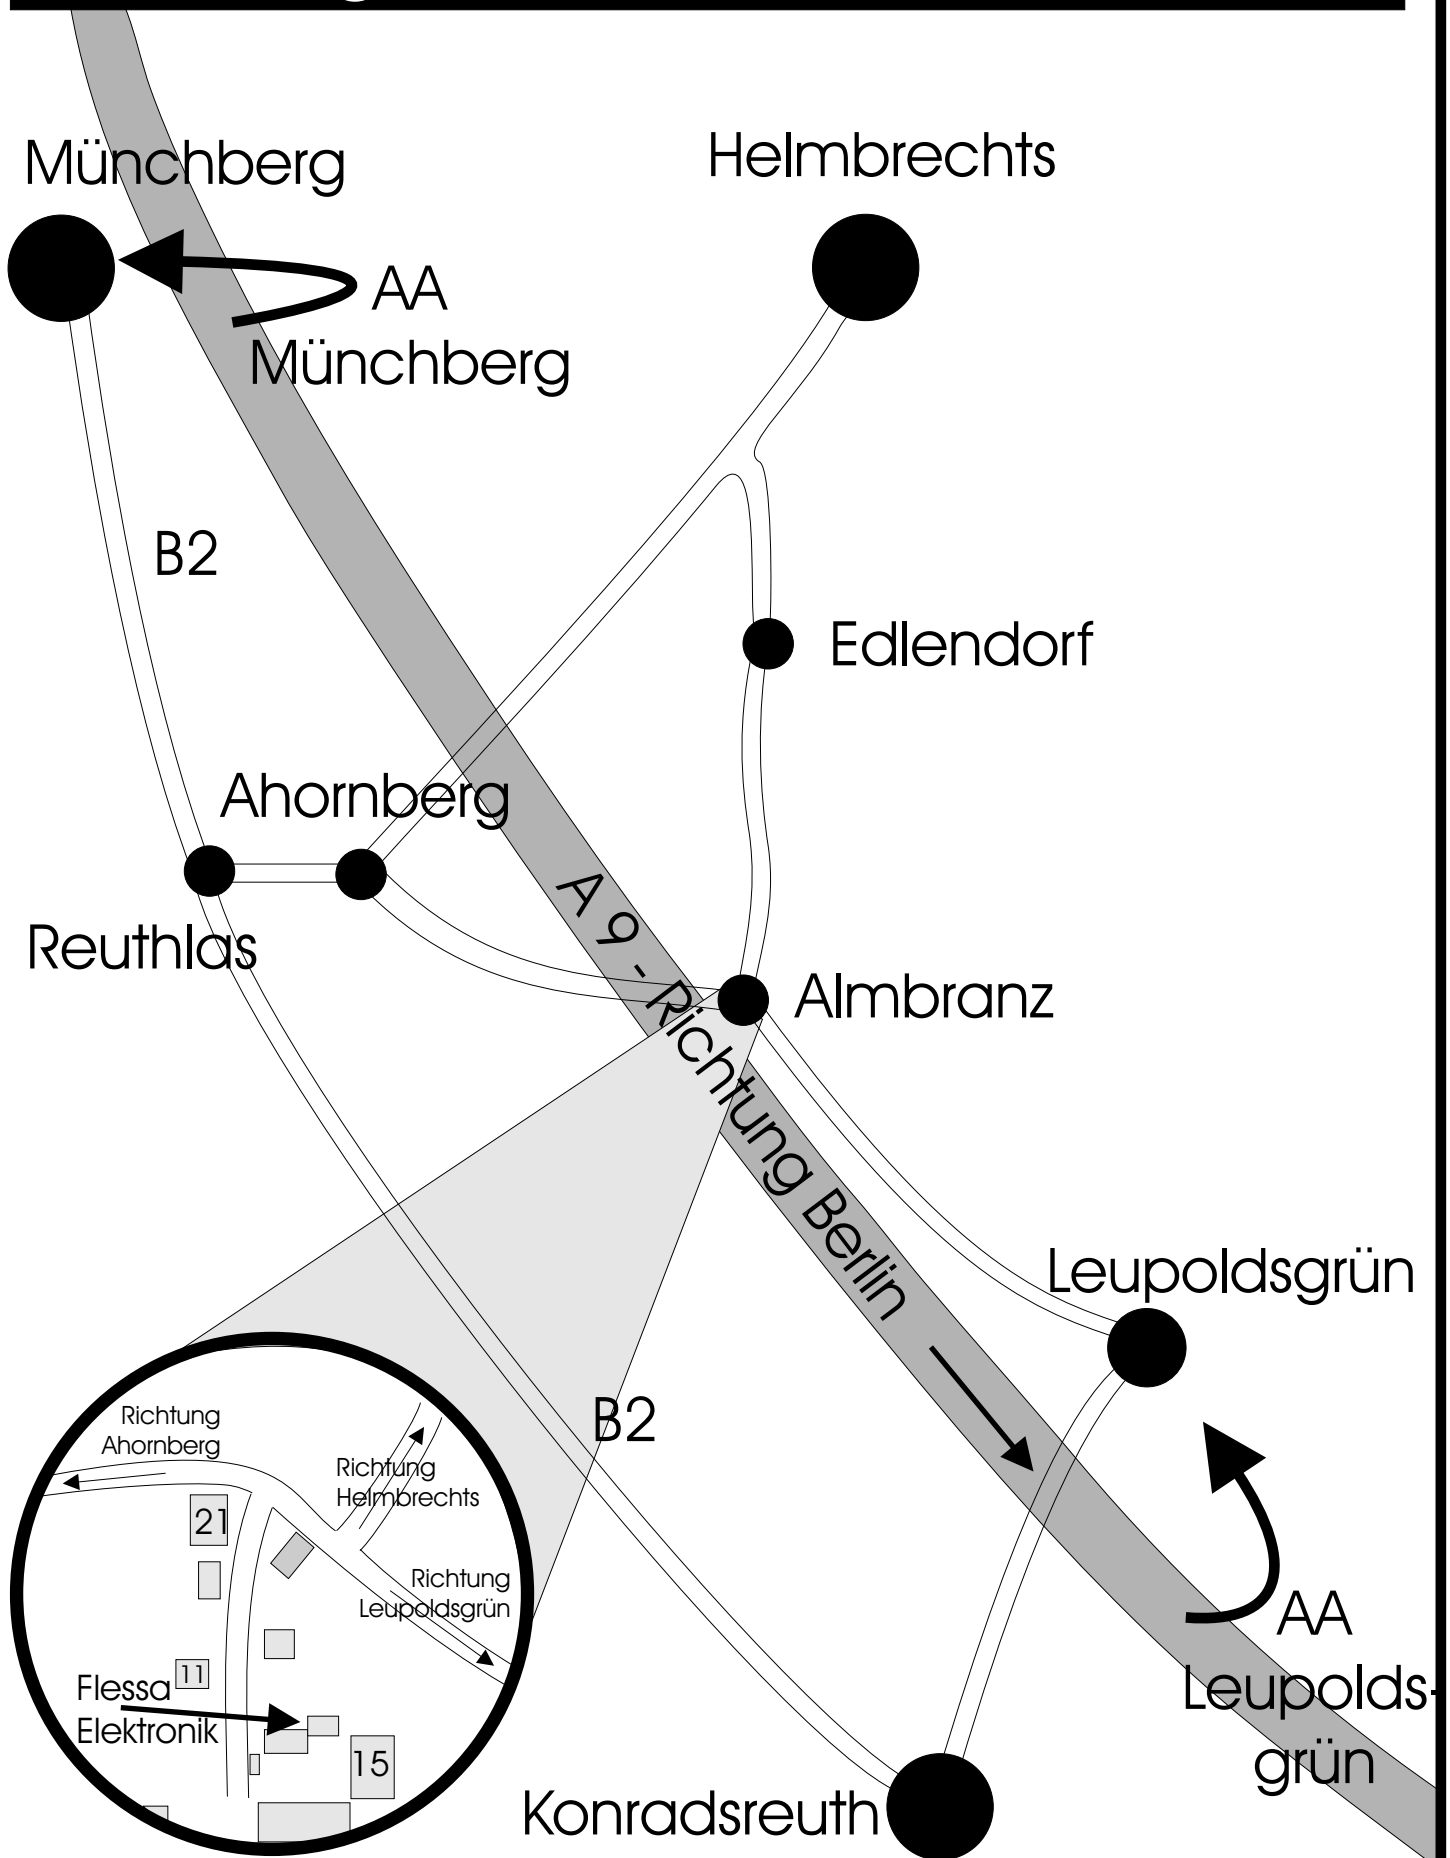 Münchberg
Helmbrechts
AA
Münchberg
B2
Edlendorf
Ahornberg
Reuthlas
A 9 - Richtung Berlin
Almbranz
Leupoldsgrün
B2
Richtung
Ahornberg
Richtung
Helmbrechts
21
Richtung
Leupoldsgrün
11
Flessa
Elektronik
15
AA
Leupolds-
grün
Konradsreuth